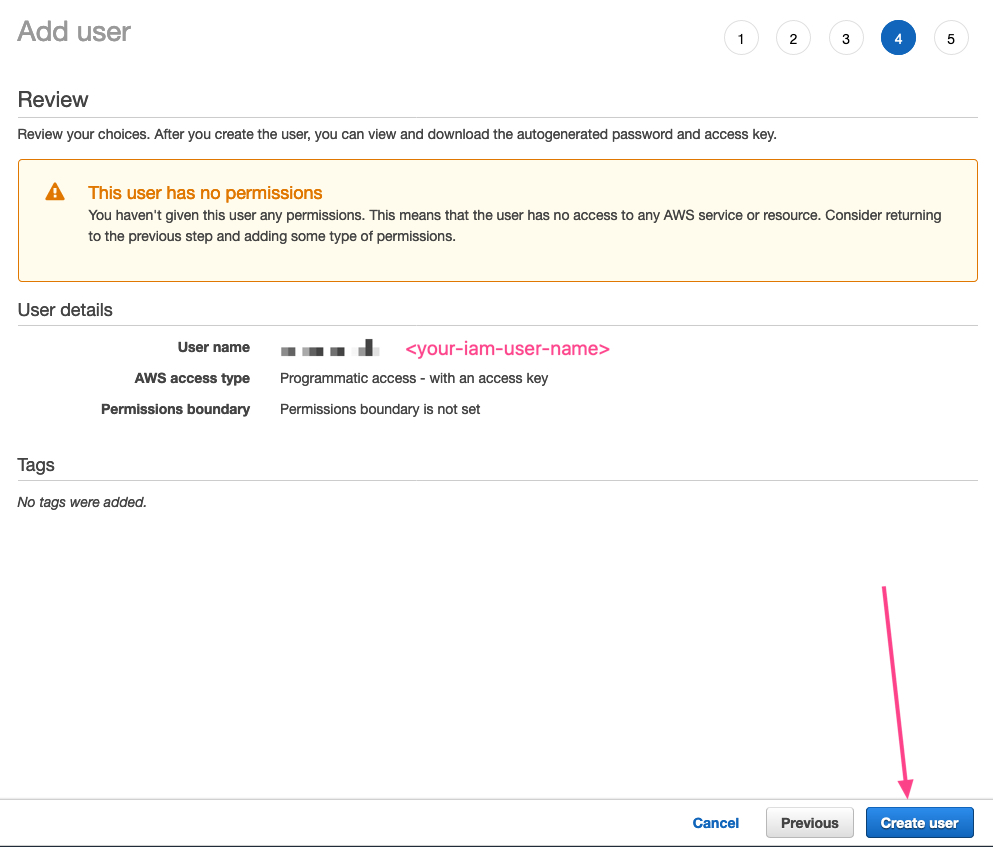 Add user
1 2 3 4 5
Review
Review your choices. After you create the user, you can view and download the autogenerated password and access key.
This user has no permissions
You haven't given this user any permissions. This means that the user has no access to any AWS service or resource. Consider returning
to the previous step and adding some type of permissions.
User details
User name <your-iam-user-name>
AWS access type Programmatic access - with an access key
Permissions boundary Permissions boundary is not set
Tags
No tags were added.
Cancel Previous Create user